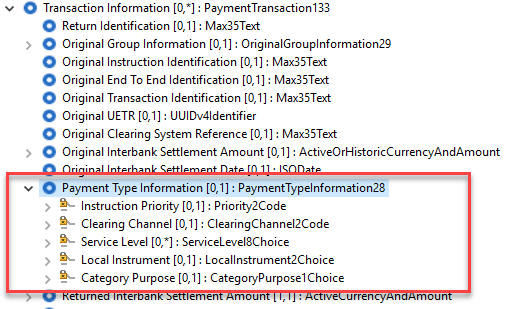 Transaction Information [0,*] : PaymentTransaction133
Return Identification [0,1] : Max35Text
Original Group Information [0,1] : OriginalGroupInformation29
Original Instruction Identification [0,1] : Max35Text
Original End To End Identification [0,1] : Max35Text
Original Transaction Identification [0,1] : Max35Text
Original UETR [0,1] : UUIDv4Identifier
Original Clearing System Reference [0,1] : Max35Text
Original Interbank Settlement Amount [0,1] : ActiveOrHistoricCurrencyAndAmount
Original Interbank Settlement Date [0,1] : ISODate
Payment Type Information [0,1] : PaymentTypeInformation28
Instruction Priority [0,1] : Priority2Code
Clearing Channel [0,1] : ClearingChannel2Code
Service Level [0,*] : ServiceLevel8Choice
Local Instrument [0,1] : LocalInstrument2Choice
Category Purpose [0,1] : CategoryPurpose1Choice
Returned Interbank Settlement Amount [1,1] : ActiveCurrencyAndAmount